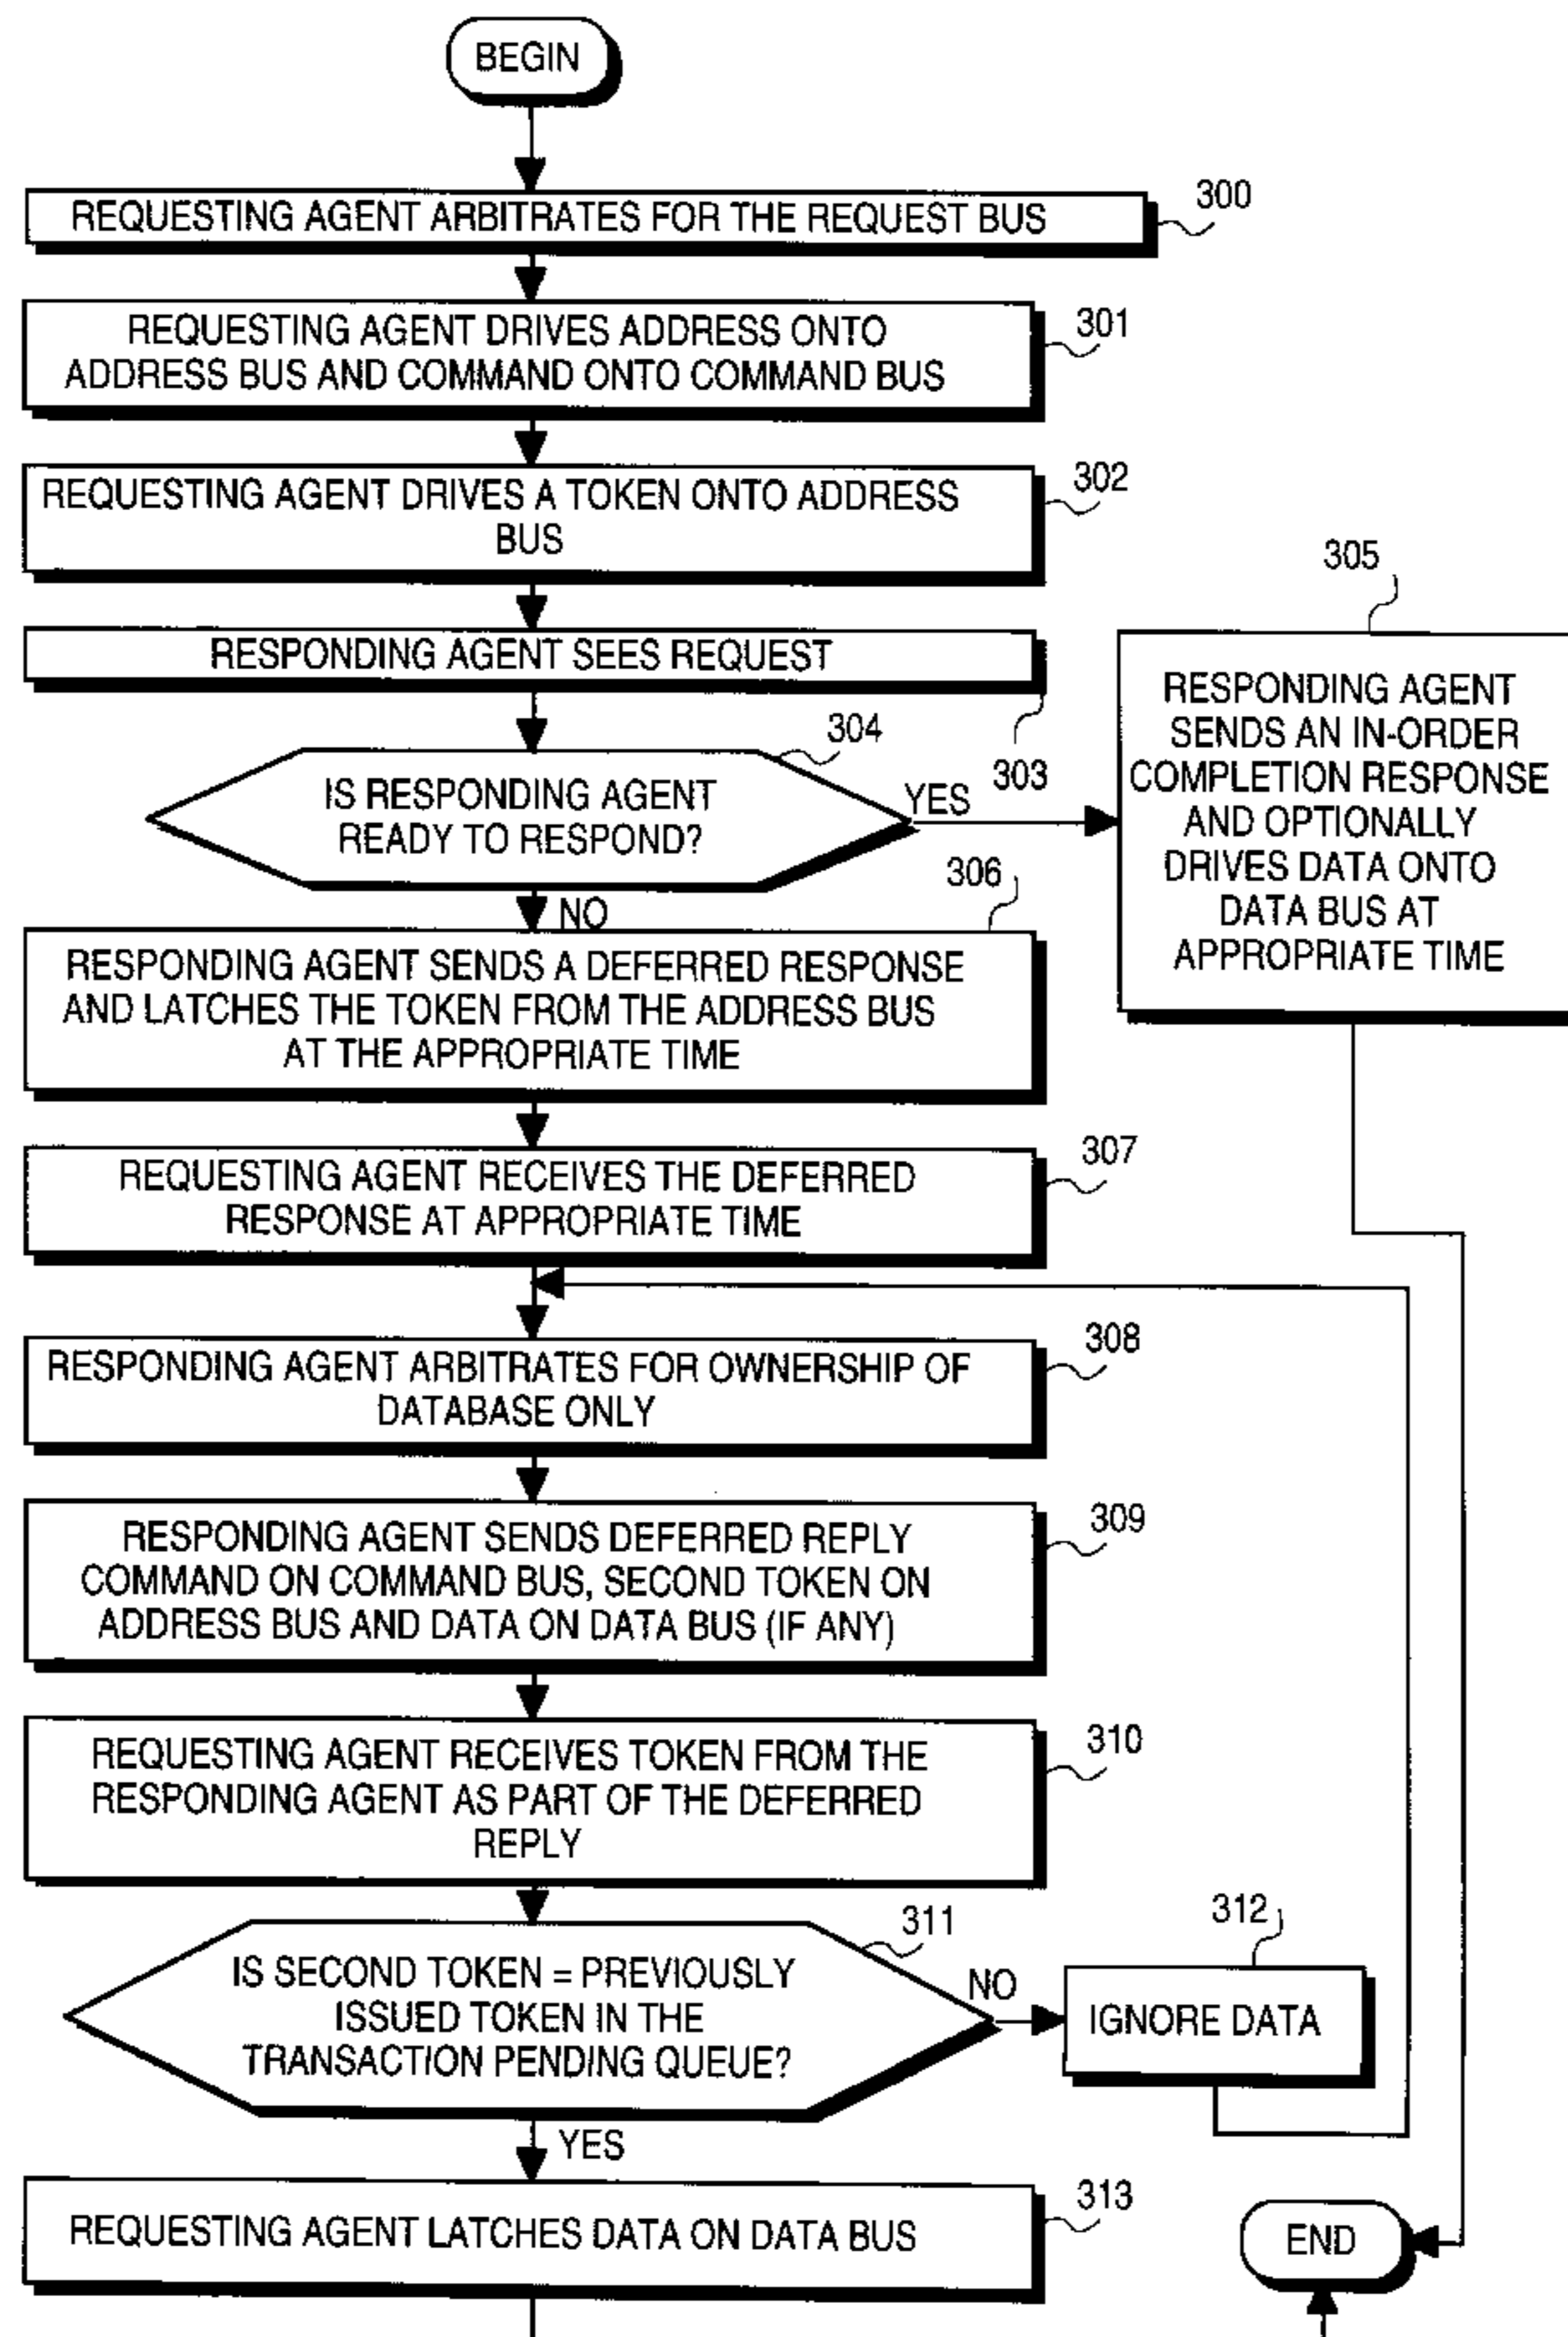 BEGIN
REQUESTING AGENT ARBITRATES FOR THE REQUEST BUS
300
REQUESTING AGENT DRIVES ADDRESS ONTO
ADDRESS BUS AND COMMAND ONTO COMMAND BUS
301
REQUESTING AGENT DRIVES A TOKEN ONTO ADDRESS
BUS
302
RESPONDING AGENT SEES REQUEST
303
IS RESPONDING AGENT
READY TO RESPOND?
304
YES
NO
305
RESPONDING AGENT
SENDS AN IN-ORDER
COMPLETION RESPONSE
AND OPTIONALLY
DRIVES DATA ONTO
DATA BUS AT
APPROPRIATE TIME
306
RESPONDING AGENT SENDS A DEFERRED RESPONSE
AND LATCHES THE TOKEN FROM THE ADDRESS BUS
AT THE APPROPRIATE TIME
REQUESTING AGENT RECEIVES THE DEFERRED
RESPONSE AT APPROPRIATE TIME
307
RESPONDING AGENT ARBITRATES FOR OWNERSHIP OF
DATABASE ONLY
308
RESPONDING AGENT SENDS DEFERRED REPLY
COMMAND ON COMMAND BUS, SECOND TOKEN ON
ADDRESS BUS AND DATA ON DATA BUS (IF ANY)
309
REQUESTING AGENT RECEIVES TOKEN FROM THE
RESPONDING AGENT AS PART OF THE DEFERRED
REPLY
310
IS SECOND TOKEN = PREVIOUSLY
ISSUED TOKEN IN THE
TRANSACTION PENDING QUEUE?
311
NO
312
IGNORE DATA
YES
REQUESTING AGENT LATCHES DATA ON DATA BUS
313
END